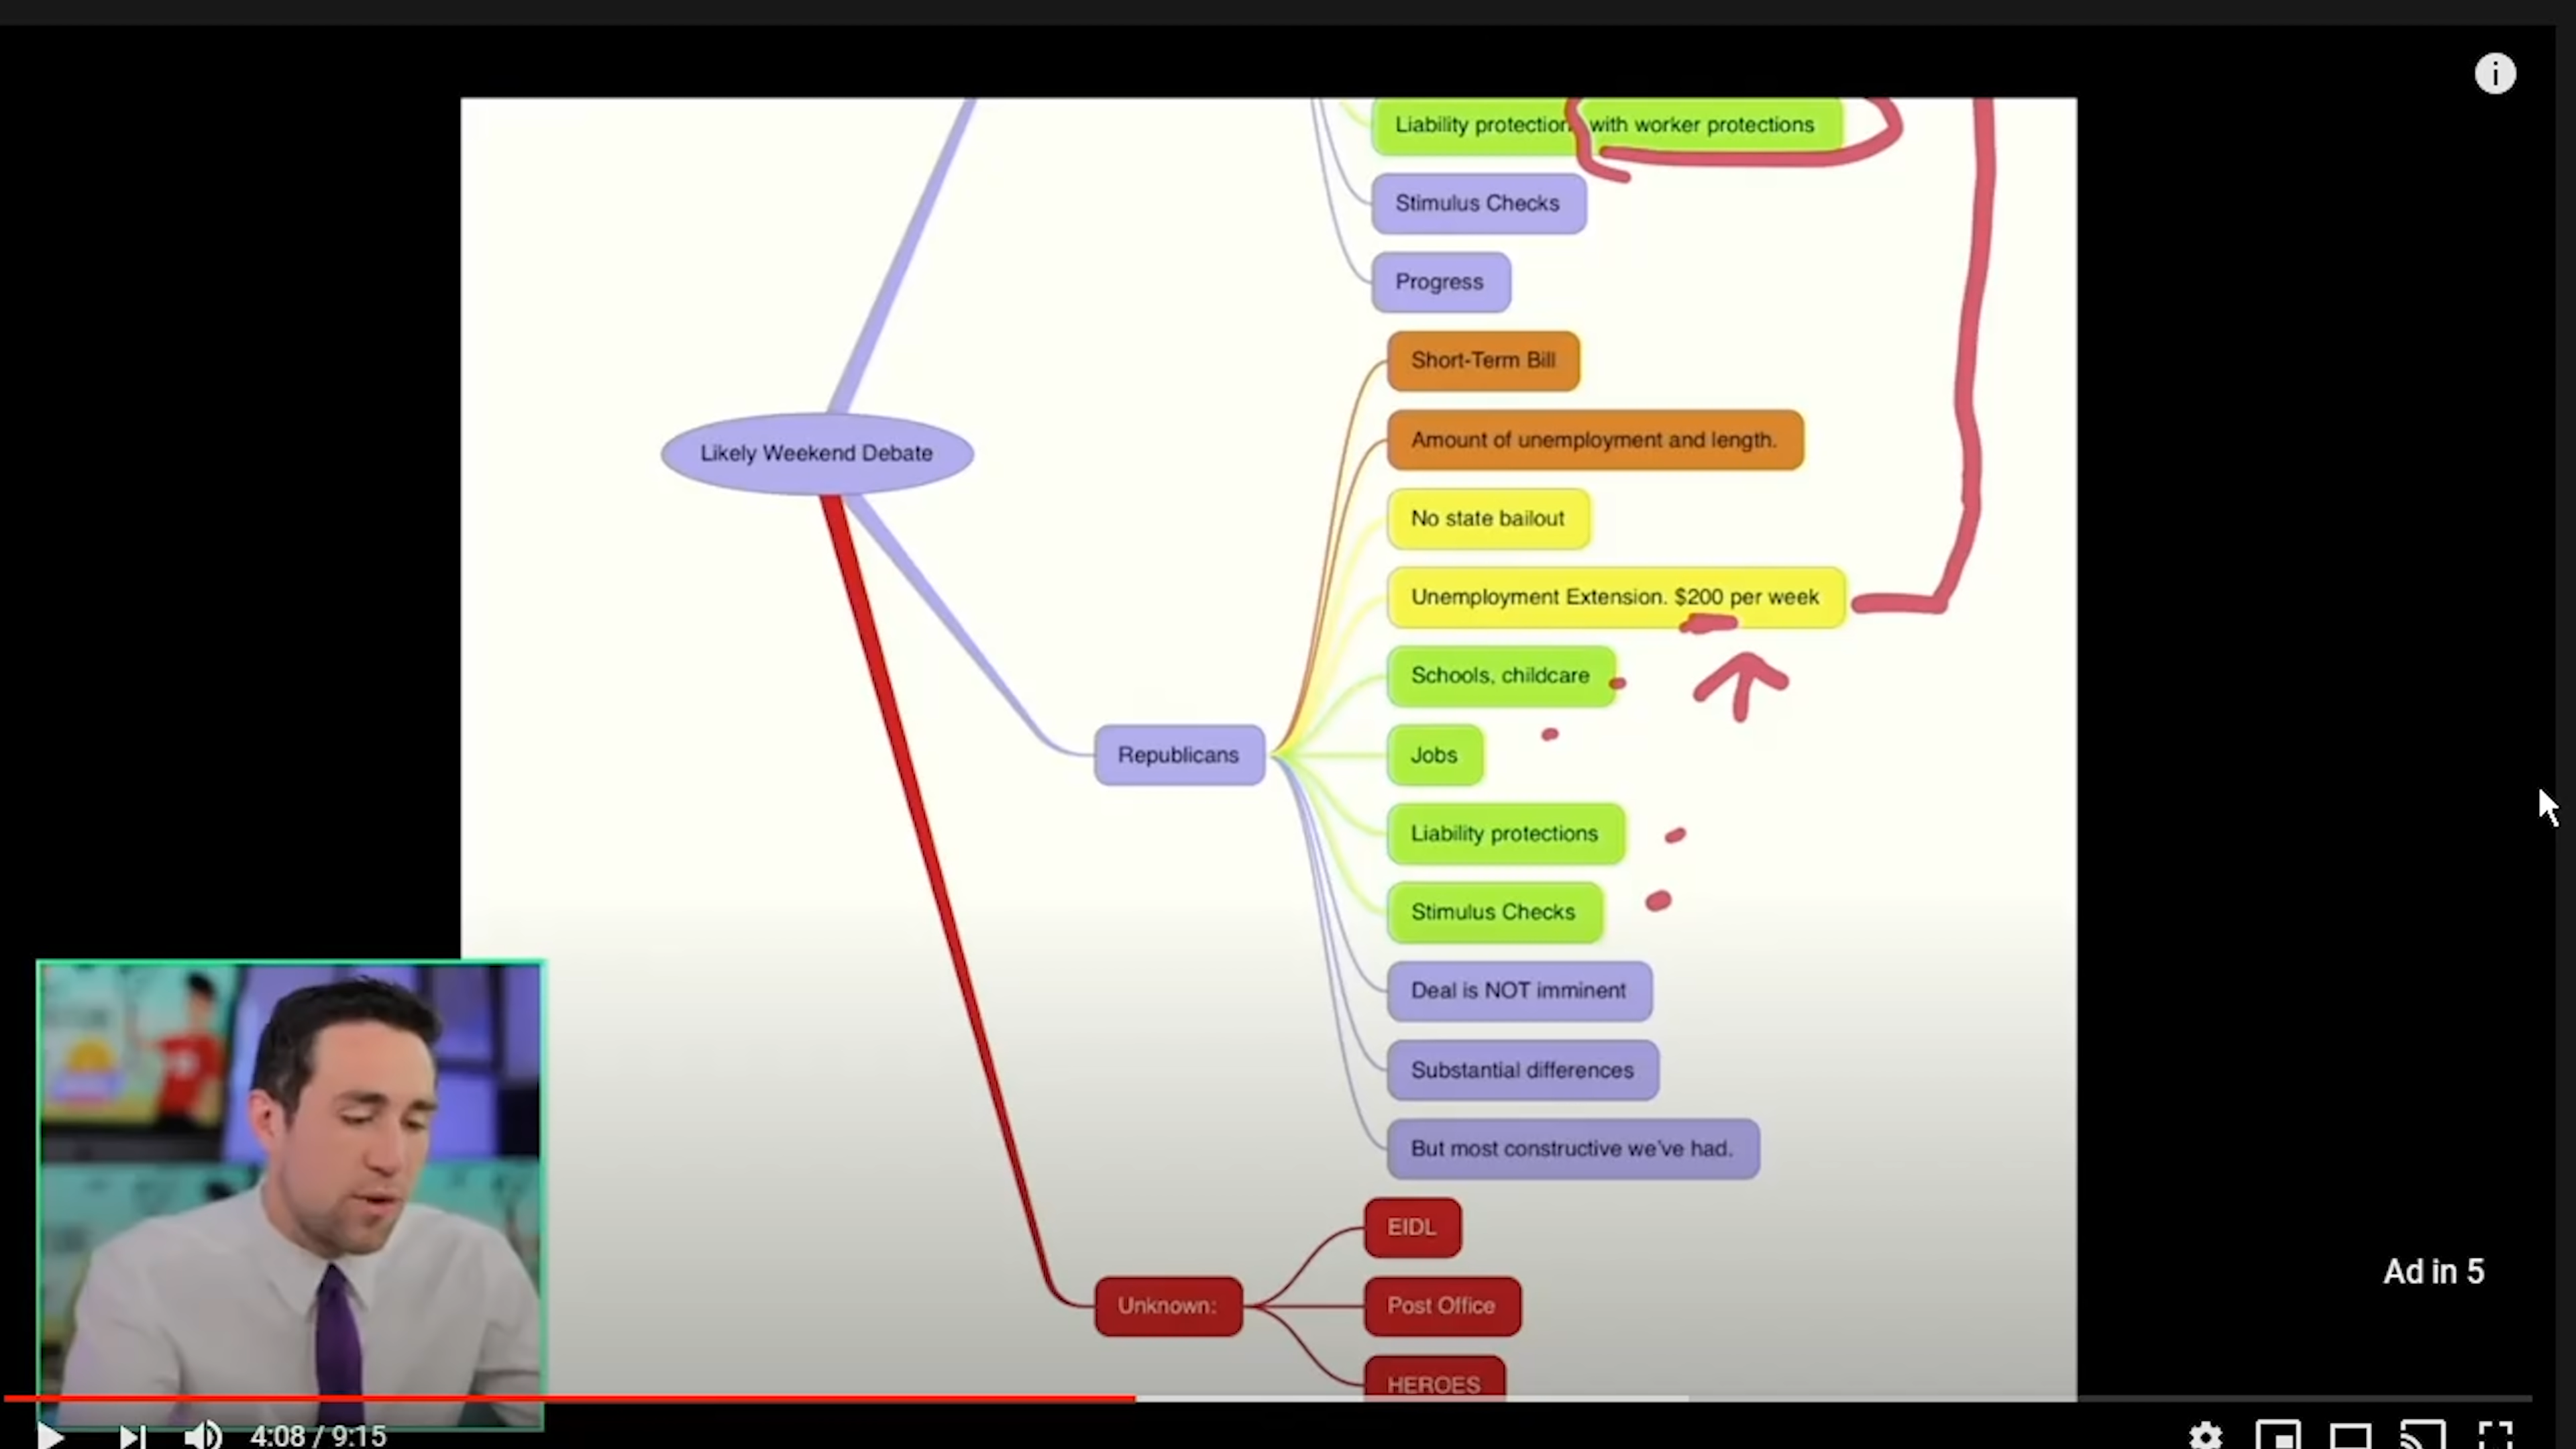 Liability protection with worker protections
Stimulus Checks
Progress
Short-Term Bill
Likely Weekend Debate
Amount of unemployment and length.
No state bailout
Unemployment Extension. $200 per week
Schools, childcare
Republicans
Jobs
Liability protections
Stimulus Checks
Deal is NOT imminent
Substantial differences
But most constructive we've had.
EIDL
Unknown:
Post Office
HEROES
Ad in 5
4:08 / 9:15